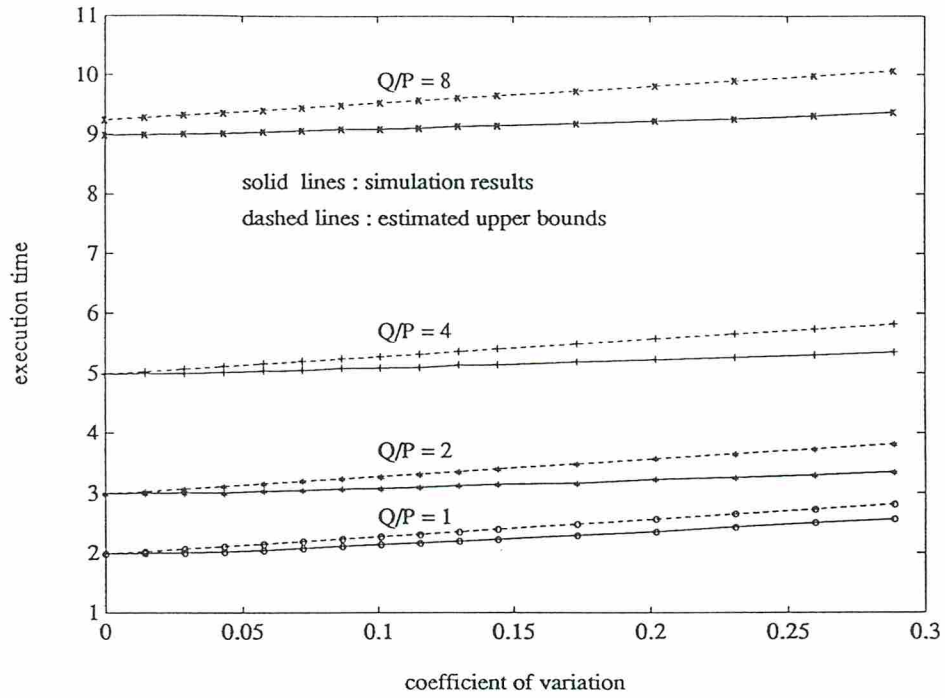 11
10
9
8
7
6
5
4
3
2
1
execution time
Q/P = 8
solid lines : simulation results
dashed lines : estimated upper bounds
Q/P = 4
Q/P = 2
Q/P = 1
0 0.05 0.1 0.15 0.2 0.25 0.3
coefficient of variation